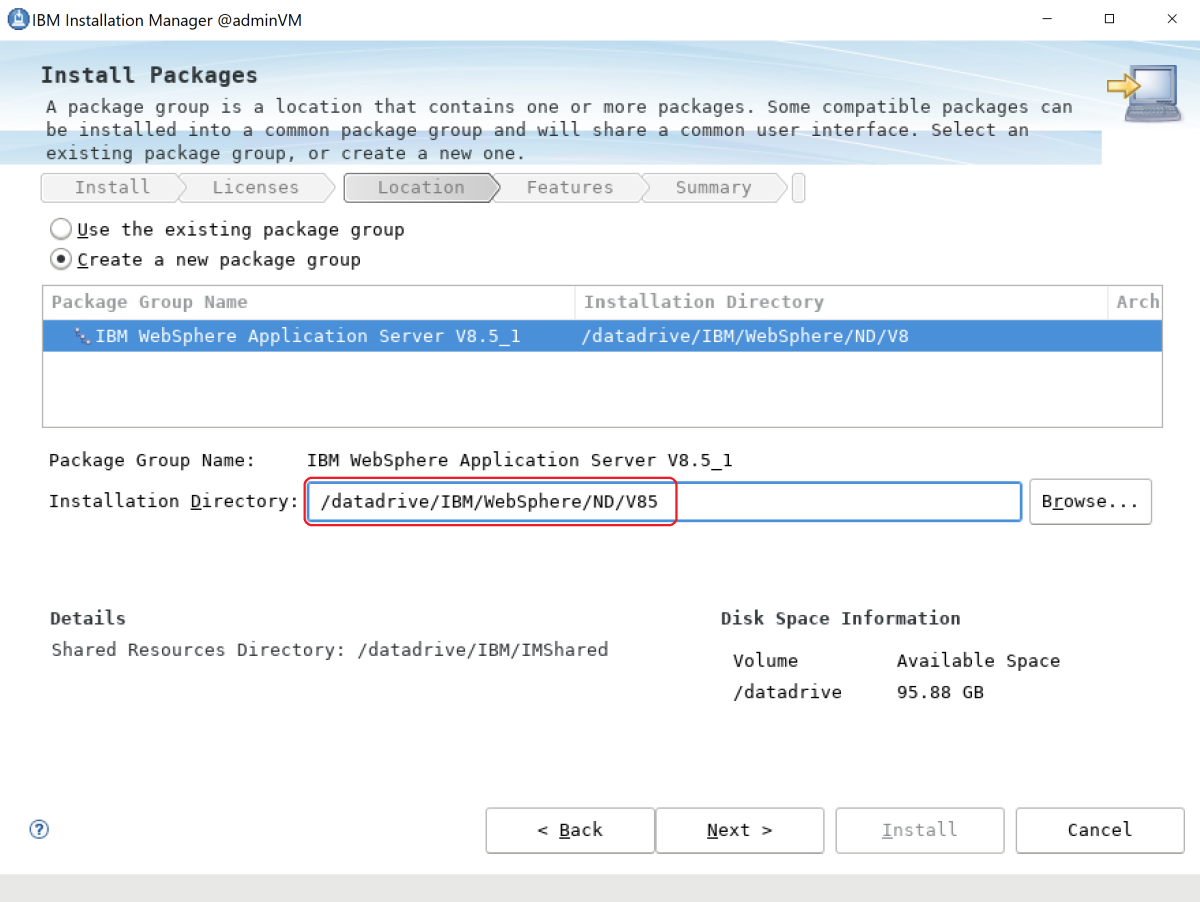 IBM Installation Manager @adminVM
Install Packages
A package group is a location that contains one or more packages. Some compatible packages can
be installed into a common package group and will share a common user interface. Select an
existing package group, or create a new one.
Install Licenses Location Features Summary
Use the existing package group
Create a new package group
Package Group Name Installation Directory Arch
IBM WebSphere Application Server V8.5_1 /datadrive/IBM/WebSphere/ND/V8
Package Group Name: IBM WebSphere Application Server V8.5_1
Installation Directory: /datadrive/IBM/WebSphere/ND/V85 Browse...
Details Disk Space Information
Shared Resources Directory: /datadrive/IBM/IMShared
Volume Available Space
/datadrive 95.88 GB
? < Back Next > Install Cancel